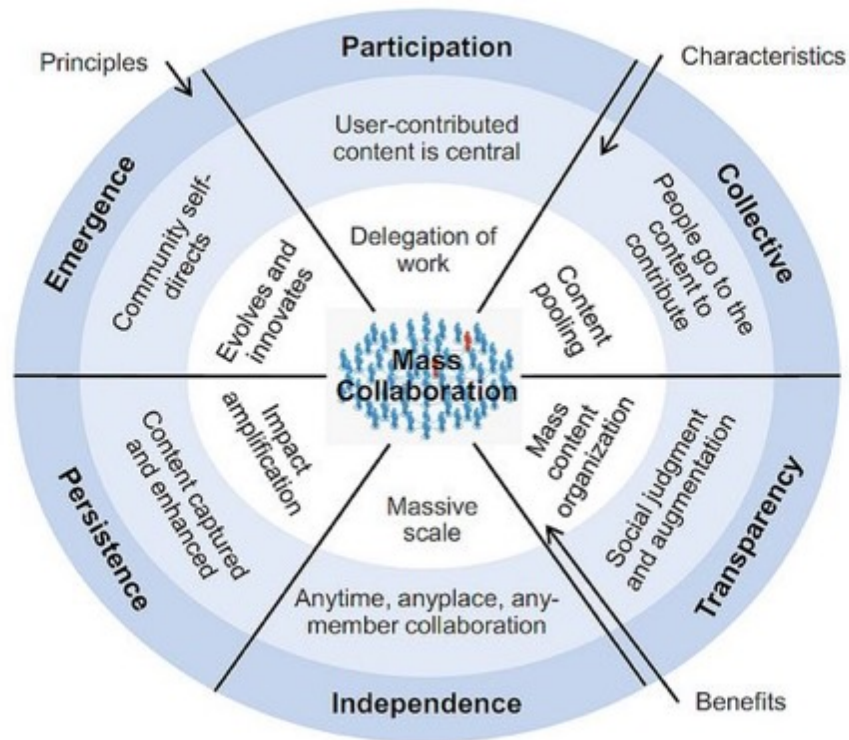 Participation
Principles
Characteristics
User-contributed
content is central
Delegation of
work
Collective
People go to the
content to
contribute
Content
pooling
Emergence
Community self-
directs
Evolves and
innovates
Mass
Collaboration
Persistence
Content captured
and enhanced
Impact
amplification
Massive
scale
Anytime, anyplace, any-
member collaboration
Independence
Mass
content
organization
Social judgment
and augmentation
Transparency
Benefits